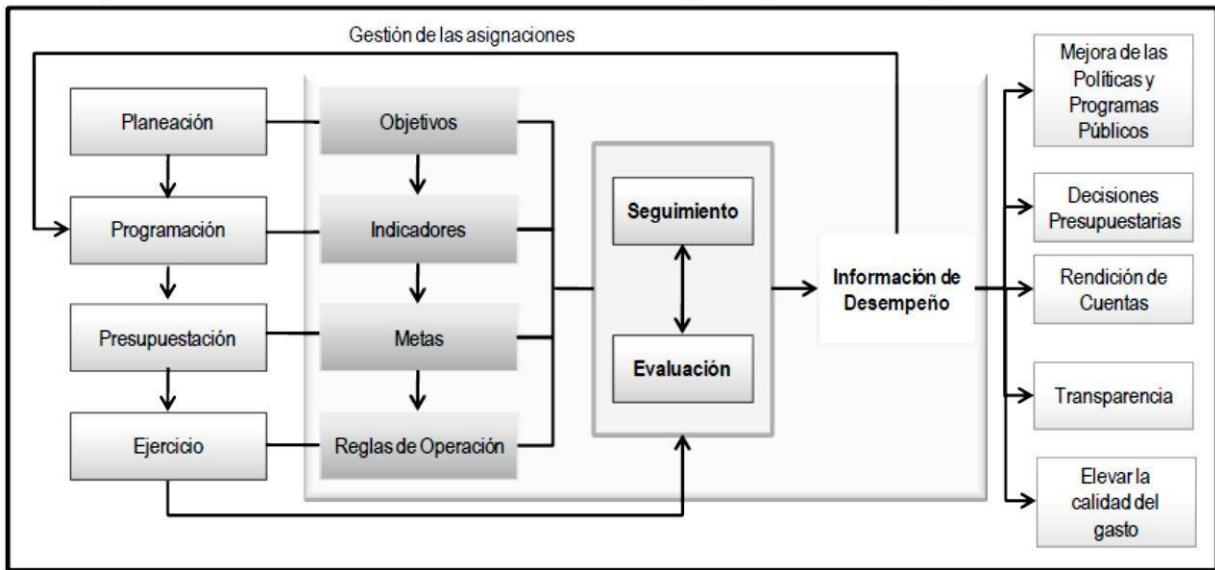 Gestión de las asignaciones
Planeación
Programación
Presupuestación
Ejercicio
Objetivos
Indicadores
Metas
Reglas de Operación
Seguimiento
Evaluación
Información de
Desempeño
Mejora de las
Políticas y
Programas
Públicos
Decisiones
Presupuestarias
Rendición de
Cuentas
Transparencia
Elevar la
calidad del
gasto